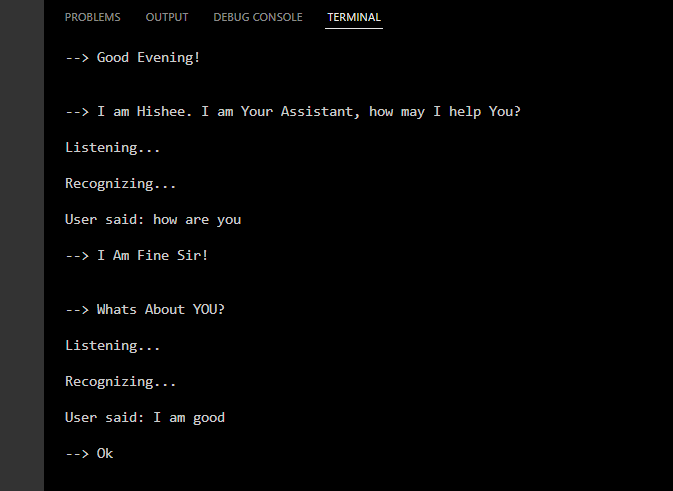 PROBLEMS OUTPUT DEBUG CONSOLE TERMINAL
--> Good Evening!
--> I am Hishee. I am Your Assistant, how may I help You?
Listening...
Recognizing...
User said: how are you
--> I Am Fine Sir!
--> Whats About YOU?
Listening...
Recognizing...
User said: I am good
--> Ok